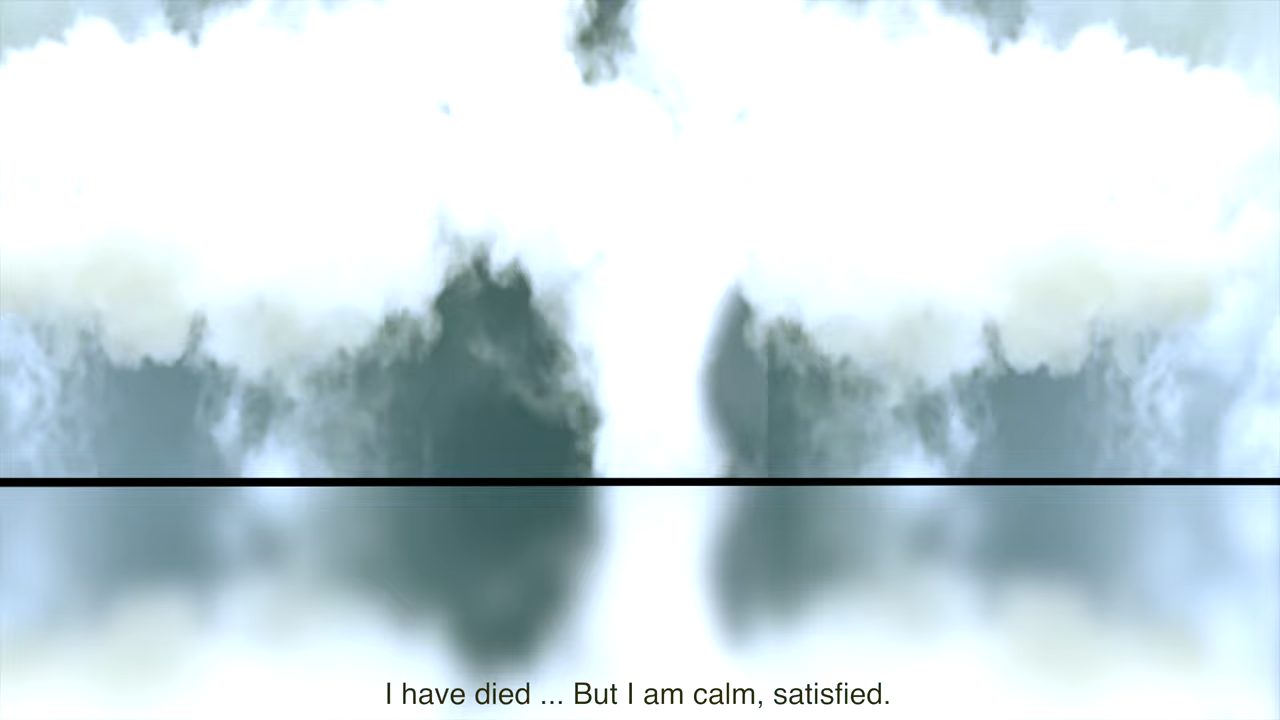 I have died ... But I am calm, satisfied.